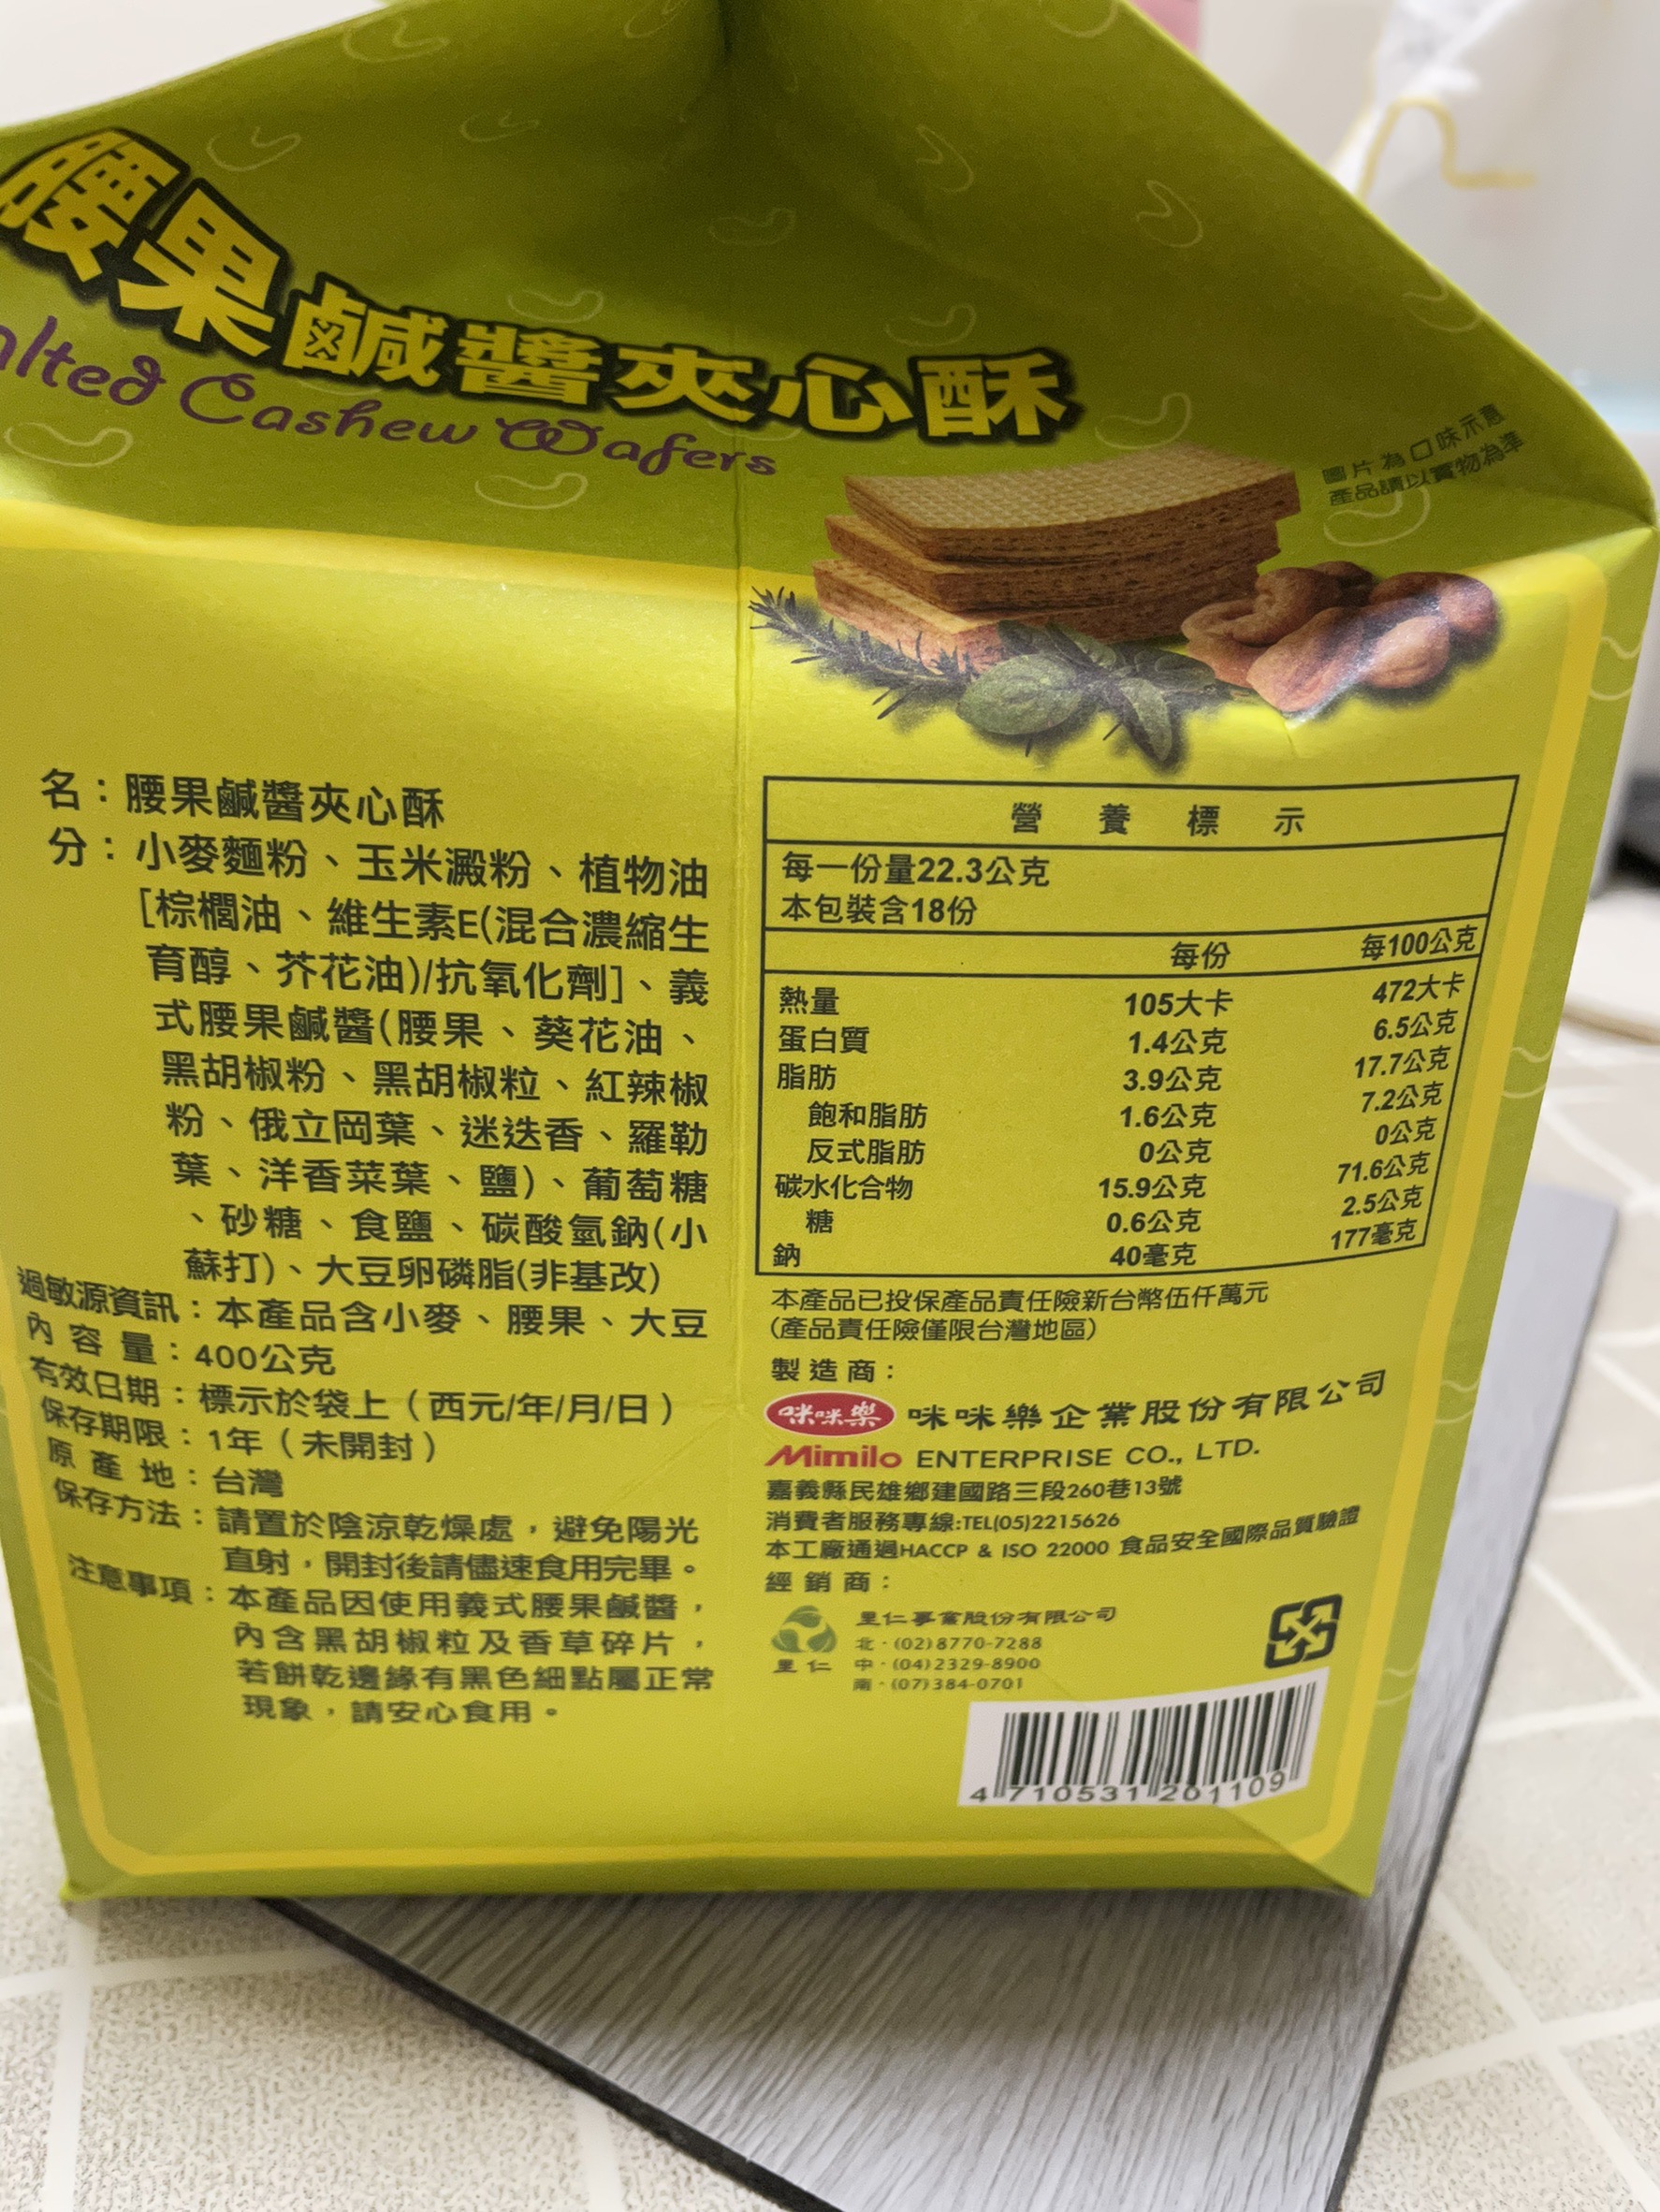 腰果鹹醬夾心酥
alted Cashew Wafers
圖片為口味示意
產品請以實物為準
名：腰果鹹醬夾心酥
分：小麥麵粉、玉米澱粉、植物油
[棕櫚油、維生素E(混合濃縮生
育醇、芥花油)/抗氧化劑]、義
式腰果鹹醬(腰果、葵花油、
黑胡椒粉、黑胡椒粒、紅辣椒
粉、俄立岡葉、迷迭香、羅勒
葉、洋香菜葉、鹽)、葡萄糖
、砂糖、食鹽、碳酸氫鈉(小
蘇打)、大豆卵磷脂(非基改)
過敏源資訊：本產品含小麥、腰果、大豆
內容量：400公克
有效日期：標示於袋上（西元/年/月/日）
保存期限：1年（未開封）
原產地：台灣
保存方法：請置於陰涼乾燥處，避免陽光
直射，開封後請儘速食用完畢。
注意事項：本產品因使用義式腰果鹹醬，
內含黑胡椒粒及香草碎片，
若餅乾邊緣有黑色細點屬正常
現象，請安心食用。
營養標示
每一份量22.3公克
本包裝含18份
每份 每100公克
熱量 105大卡 472大卡
蛋白質 1.4公克 6.5公克
脂肪 3.9公克 17.7公克
飽和脂肪 1.6公克 7.2公克
反式脂肪 0公克 0公克
碳水化合物 15.9公克 71.6公克
糖 0.6公克 2.5公克
鈉 40毫克 177毫克
本產品已投保產品責任險新台幣伍仟萬元
(產品責任險僅限台灣地區)
製造商：
咪咪樂 咪咪樂企業股份有限公司
Mimilo ENTERPRISE CO., LTD.
嘉義縣民雄鄉建國路三段260巷13號
消費者服務專線:TEL(05)2215626
本工廠通過HACCP & ISO 22000 食品安全國際品質驗證
經銷商：
里仁事業股份有限公司
北·(02)8770-7288
里仁 中·(04)2329-8900
南·(07)384-0701
4 710531 201109